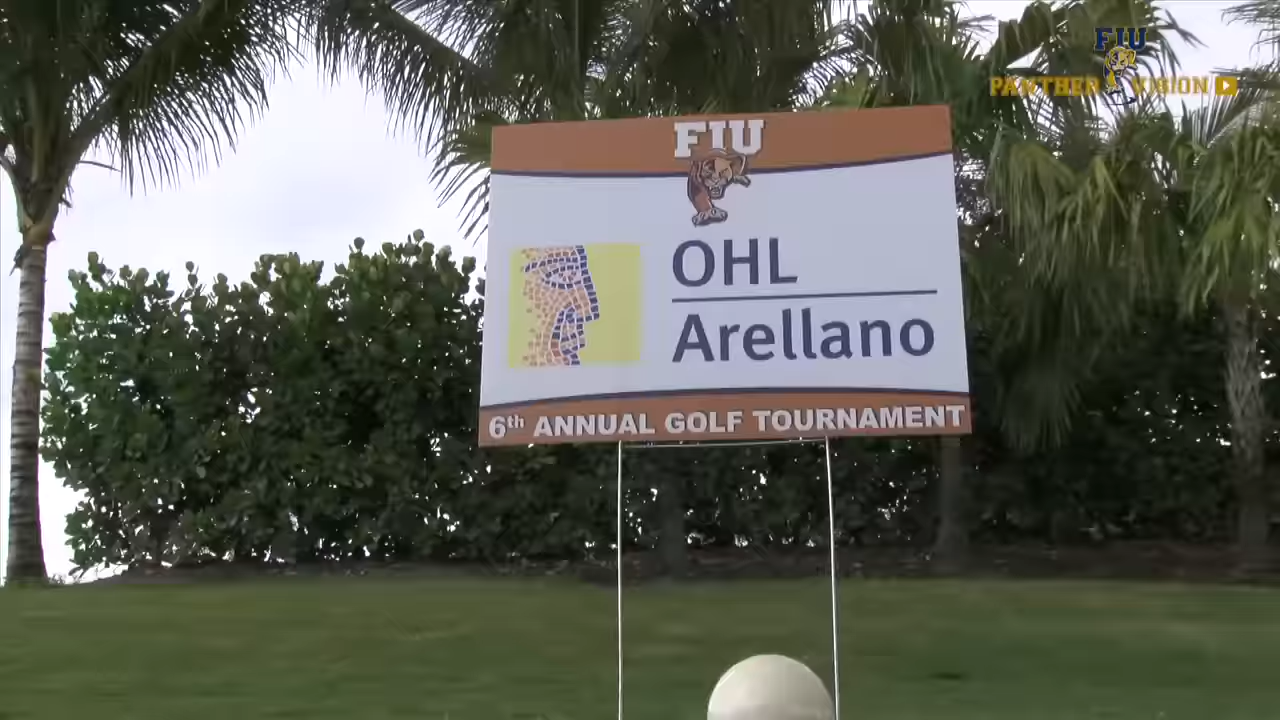 FIU
PANTHER VISION
FIU
OHL
Arellano
6th ANNUAL GOLF TOURNAMENT